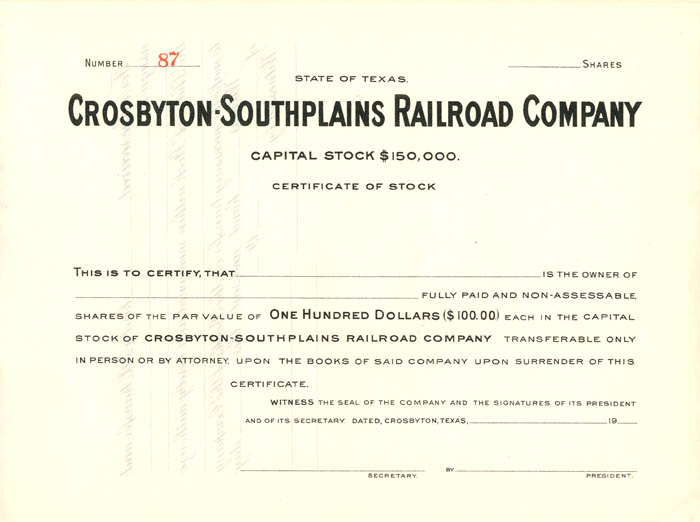 NUMBER 87 SHARES
STATE OF TEXAS.
CROSBYTON-SOUTHPLAINS RAILROAD COMPANY
CAPITAL STOCK $150,000.
CERTIFICATE OF STOCK
THIS IS TO CERTIFY, THAT IS THE OWNER OF
FULLY PAID AND NON-ASSESSABLE,
SHARES OF THE PAR VALUE OF ONE HUNDRED DOLLARS ($100.00) EACH IN THE CAPITAL
STOCK OF CROSBYTON-SOUTHPLAINS RAILROAD COMPANY TRANSFERABLE ONLY
IN PERSON OR BY ATTORNEY, UPON THE BOOKS OF SAID COMPANY UPON SURRENDER OF THIS
CERTIFICATE.
WITNESS THE SEAL OF THE COMPANY AND THE SIGNATURES OF ITS PRESIDENT
AND OF ITS SECRETARY DATED, CROSBYTON, TEXAS, 19
BY
SECRETARY. PRESIDENT.